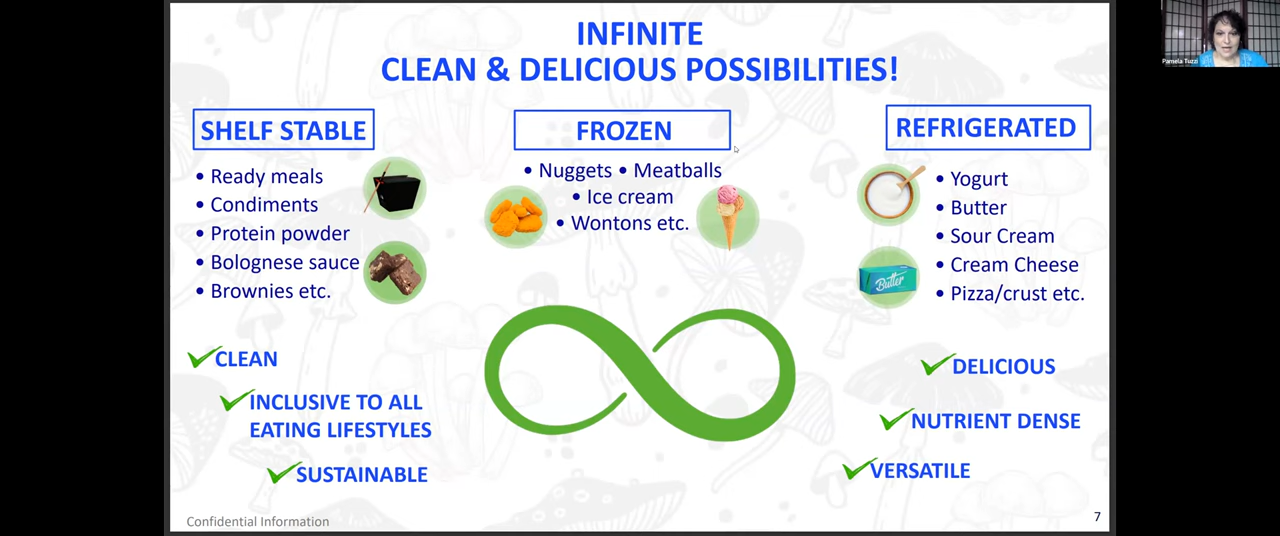 INFINITE
CLEAN & DELICIOUS POSSIBILITIES!
SHELF STABLE
• Ready meals
• Condiments
• Protein powder
• Bolognese sauce
• Brownies etc.
FROZEN
• Nuggets • Meatballs
• Ice cream
• Wontons etc.
REFRIGERATED
• Yogurt
• Butter
• Sour Cream
• Cream Cheese
• Pizza/crust etc.
Butter
CLEAN
INCLUSIVE TO ALL
EATING LIFESTYLES
SUSTAINABLE
DELICIOUS
NUTRIENT DENSE
VERSATILE
Confidential Information
7
Pamela Tuzzi